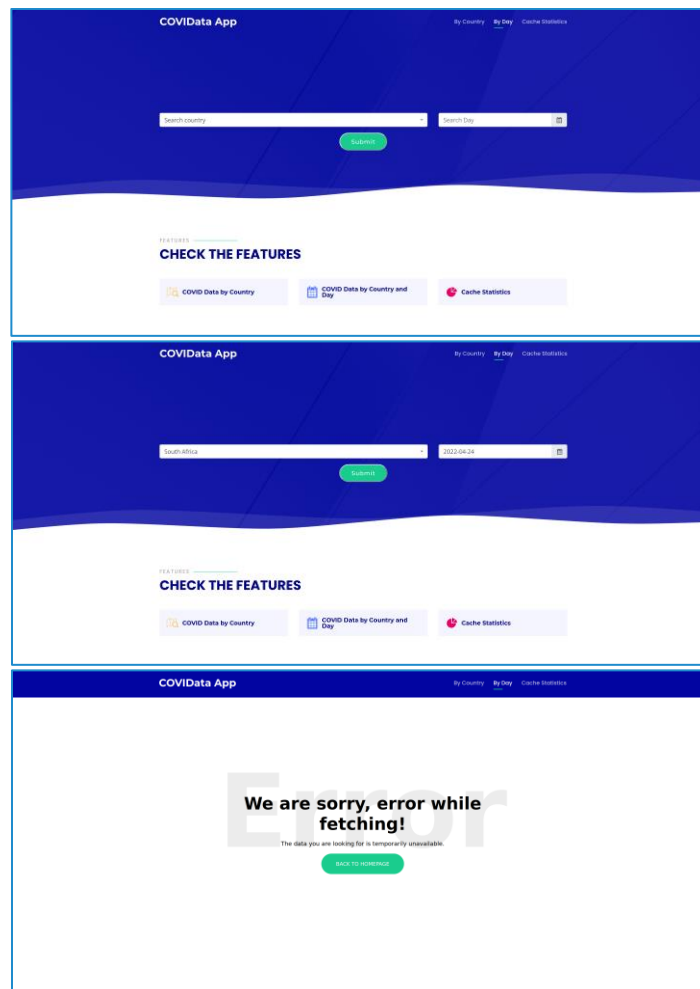 COVIData App
By Country By Day Cache Statistics
Search country
Search Day
Submit
FEATURES
CHECK THE FEATURES
COVID Data by Country
COVID Data by Country and
Day
Cache Statistics
COVIData App
By Country By Day Cache Statistics
South Africa
2022-04-24
Submit
FEATURES
CHECK THE FEATURES
COVID Data by Country
COVID Data by Country and
Day
Cache Statistics
COVIData App
By Country By Day Cache Statistics
Error
We are sorry, error while
fetching!
The data you are looking for is temporarily unavailable.
BACK TO HOMEPAGE